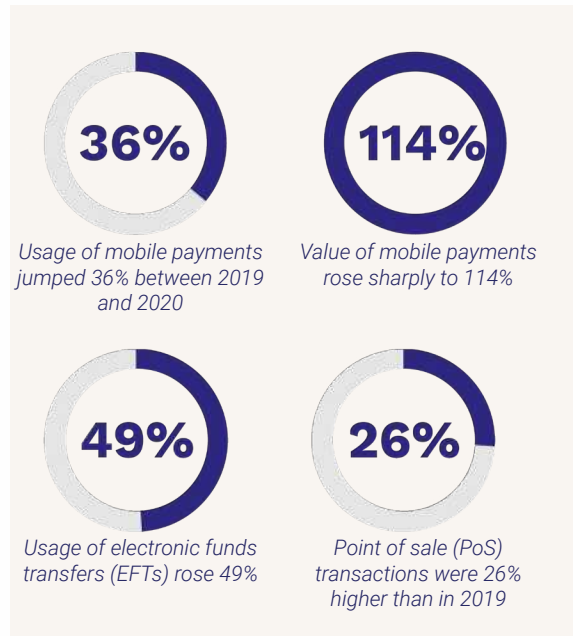 36%
Usage of mobile payments
jumped 36% between 2019
and 2020
114%
Value of mobile payments
rose sharply to 114%
49%
Usage of electronic funds
transfers (EFTs) rose 49%
26%
Point of sale (PoS)
transactions were 26%
higher than in 2019